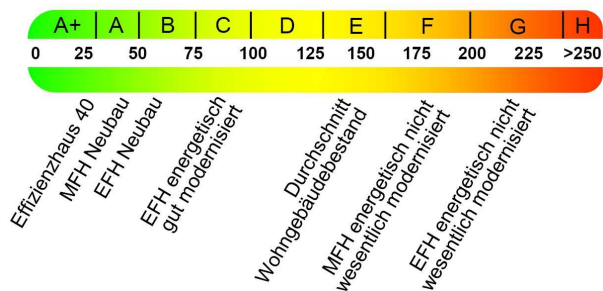 A+ A B C D E F G H
0 25 50 75 100 125 150 175 200 225 >250
Effizienzhaus 40
MFH Neubau
EFH Neubau
EFH energetisch
gut modernisiert
Durchschnitt
Wohngebäudebestand
MFH energetisch nicht
wesentlich modernisiert
EFH energetisch nicht
wesentlich modernisiert